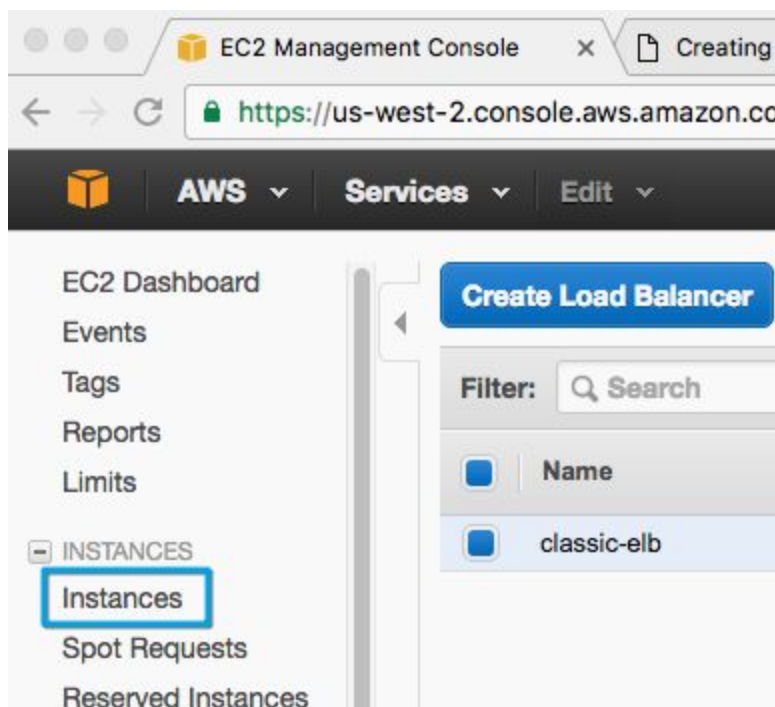 EC2 Management Console
Creating
https://us-west-2.console.aws.amazon.co
AWS Services Edit
EC2 Dashboard
Events
Tags
Reports
Limits
INSTANCES
Instances
Spot Requests
Reserved Instances
Create Load Balancer
Filter: Search
Name
classic-elb